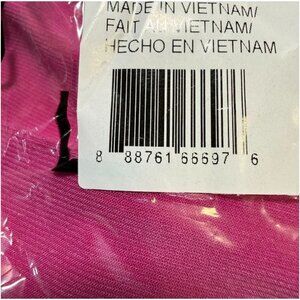 MADE IN VIETNAM/
FAIT AU VIETNAM/
HECHO EN VIETNAM
8 88761 66697 6